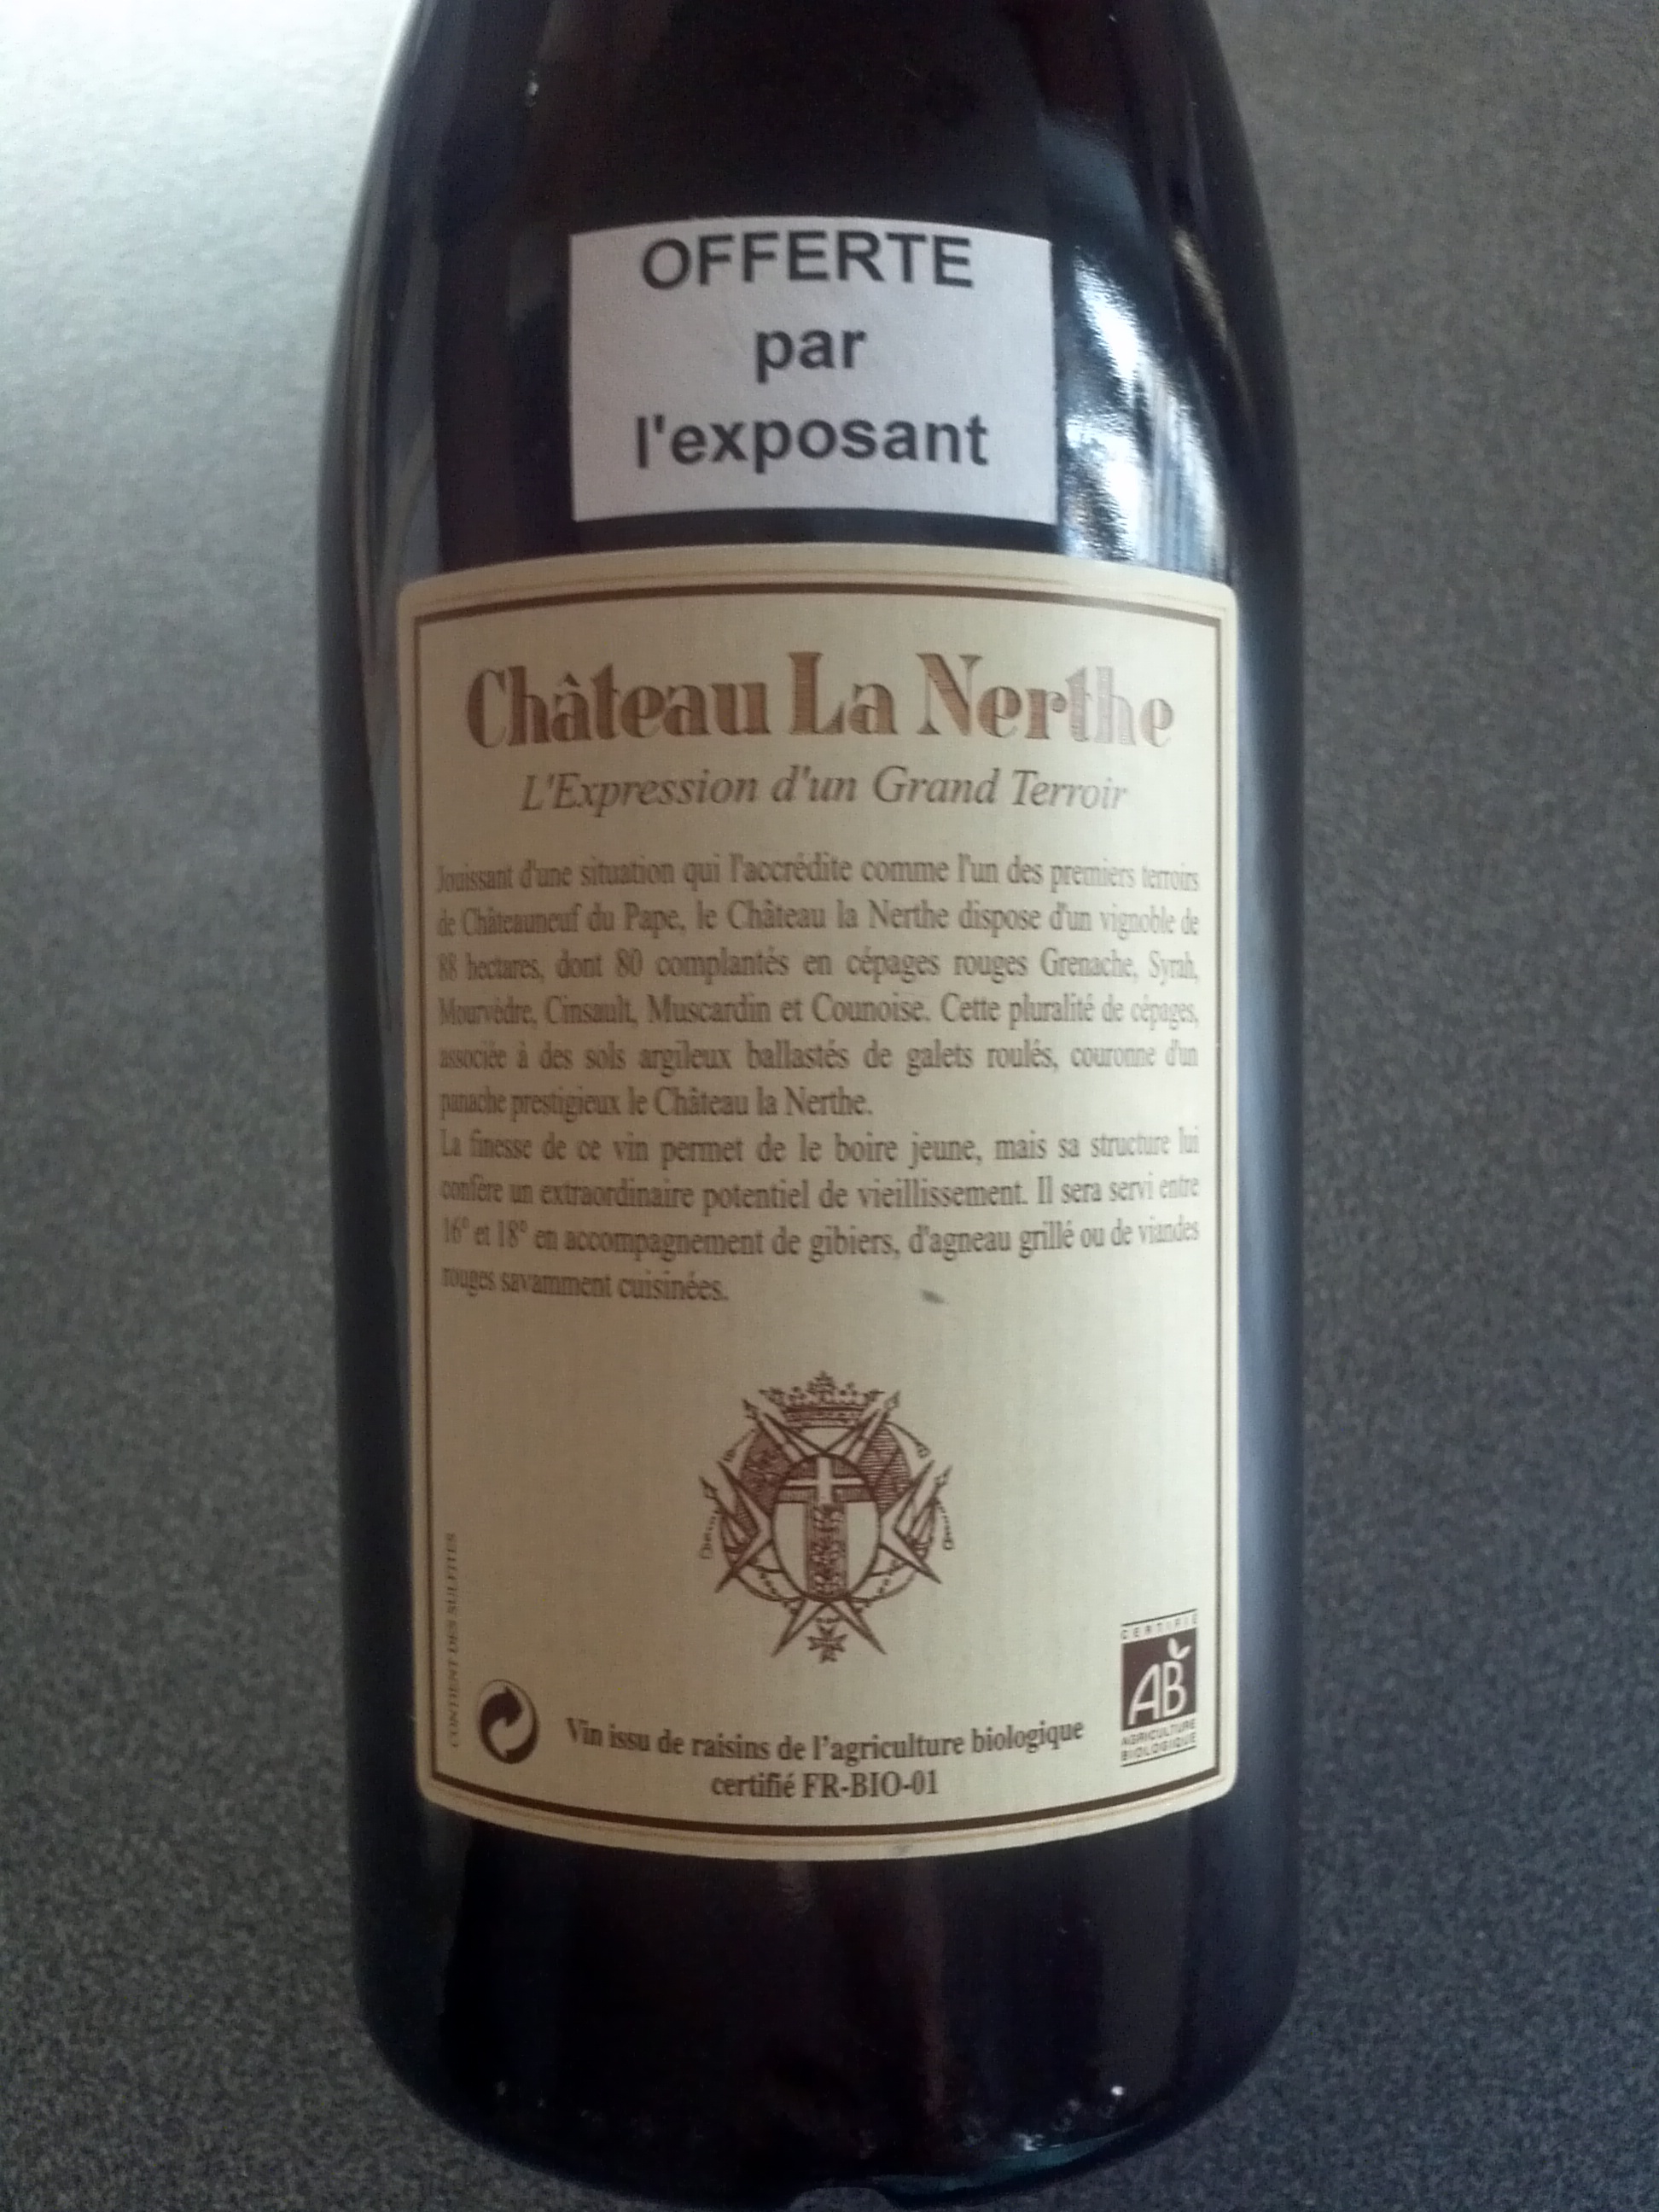 OFFERTE
par
l'exposant
Château La Nerthe
L'Expression d'un Grand Terroir
Jouissant d'une situation qui l'accrédite comme l'un des premiers terroirs
de Châteauneuf du Pape, le Château la Nerthe dispose d'un vignoble de
88 hectares, dont 80 complantés en cépages rouges Grenache, Syrah,
Mourvèdre, Cinsault, Muscardin et Counoise. Cette pluralité de cépages,
associée à des sols argileux ballastés de galets roulés, couronne d'un
panache prestigieux le Château la Nerthe.
La finesse de ce vin permet de le boire jeune, mais sa structure lui
confère un extraordinaire potentiel de vieillissement. Il sera servi entre
16° et 18° en accompagnement de gibiers, d'agneau grillé ou de viandes
rouges savamment cuisinées.
CONTIENT DES SULFITES
CERTIFIÉ
AB
AGRICULTURE
BIOLOGIQUE
Vin issu de raisins de l'agriculture biologique
certifié FR-BIO-01